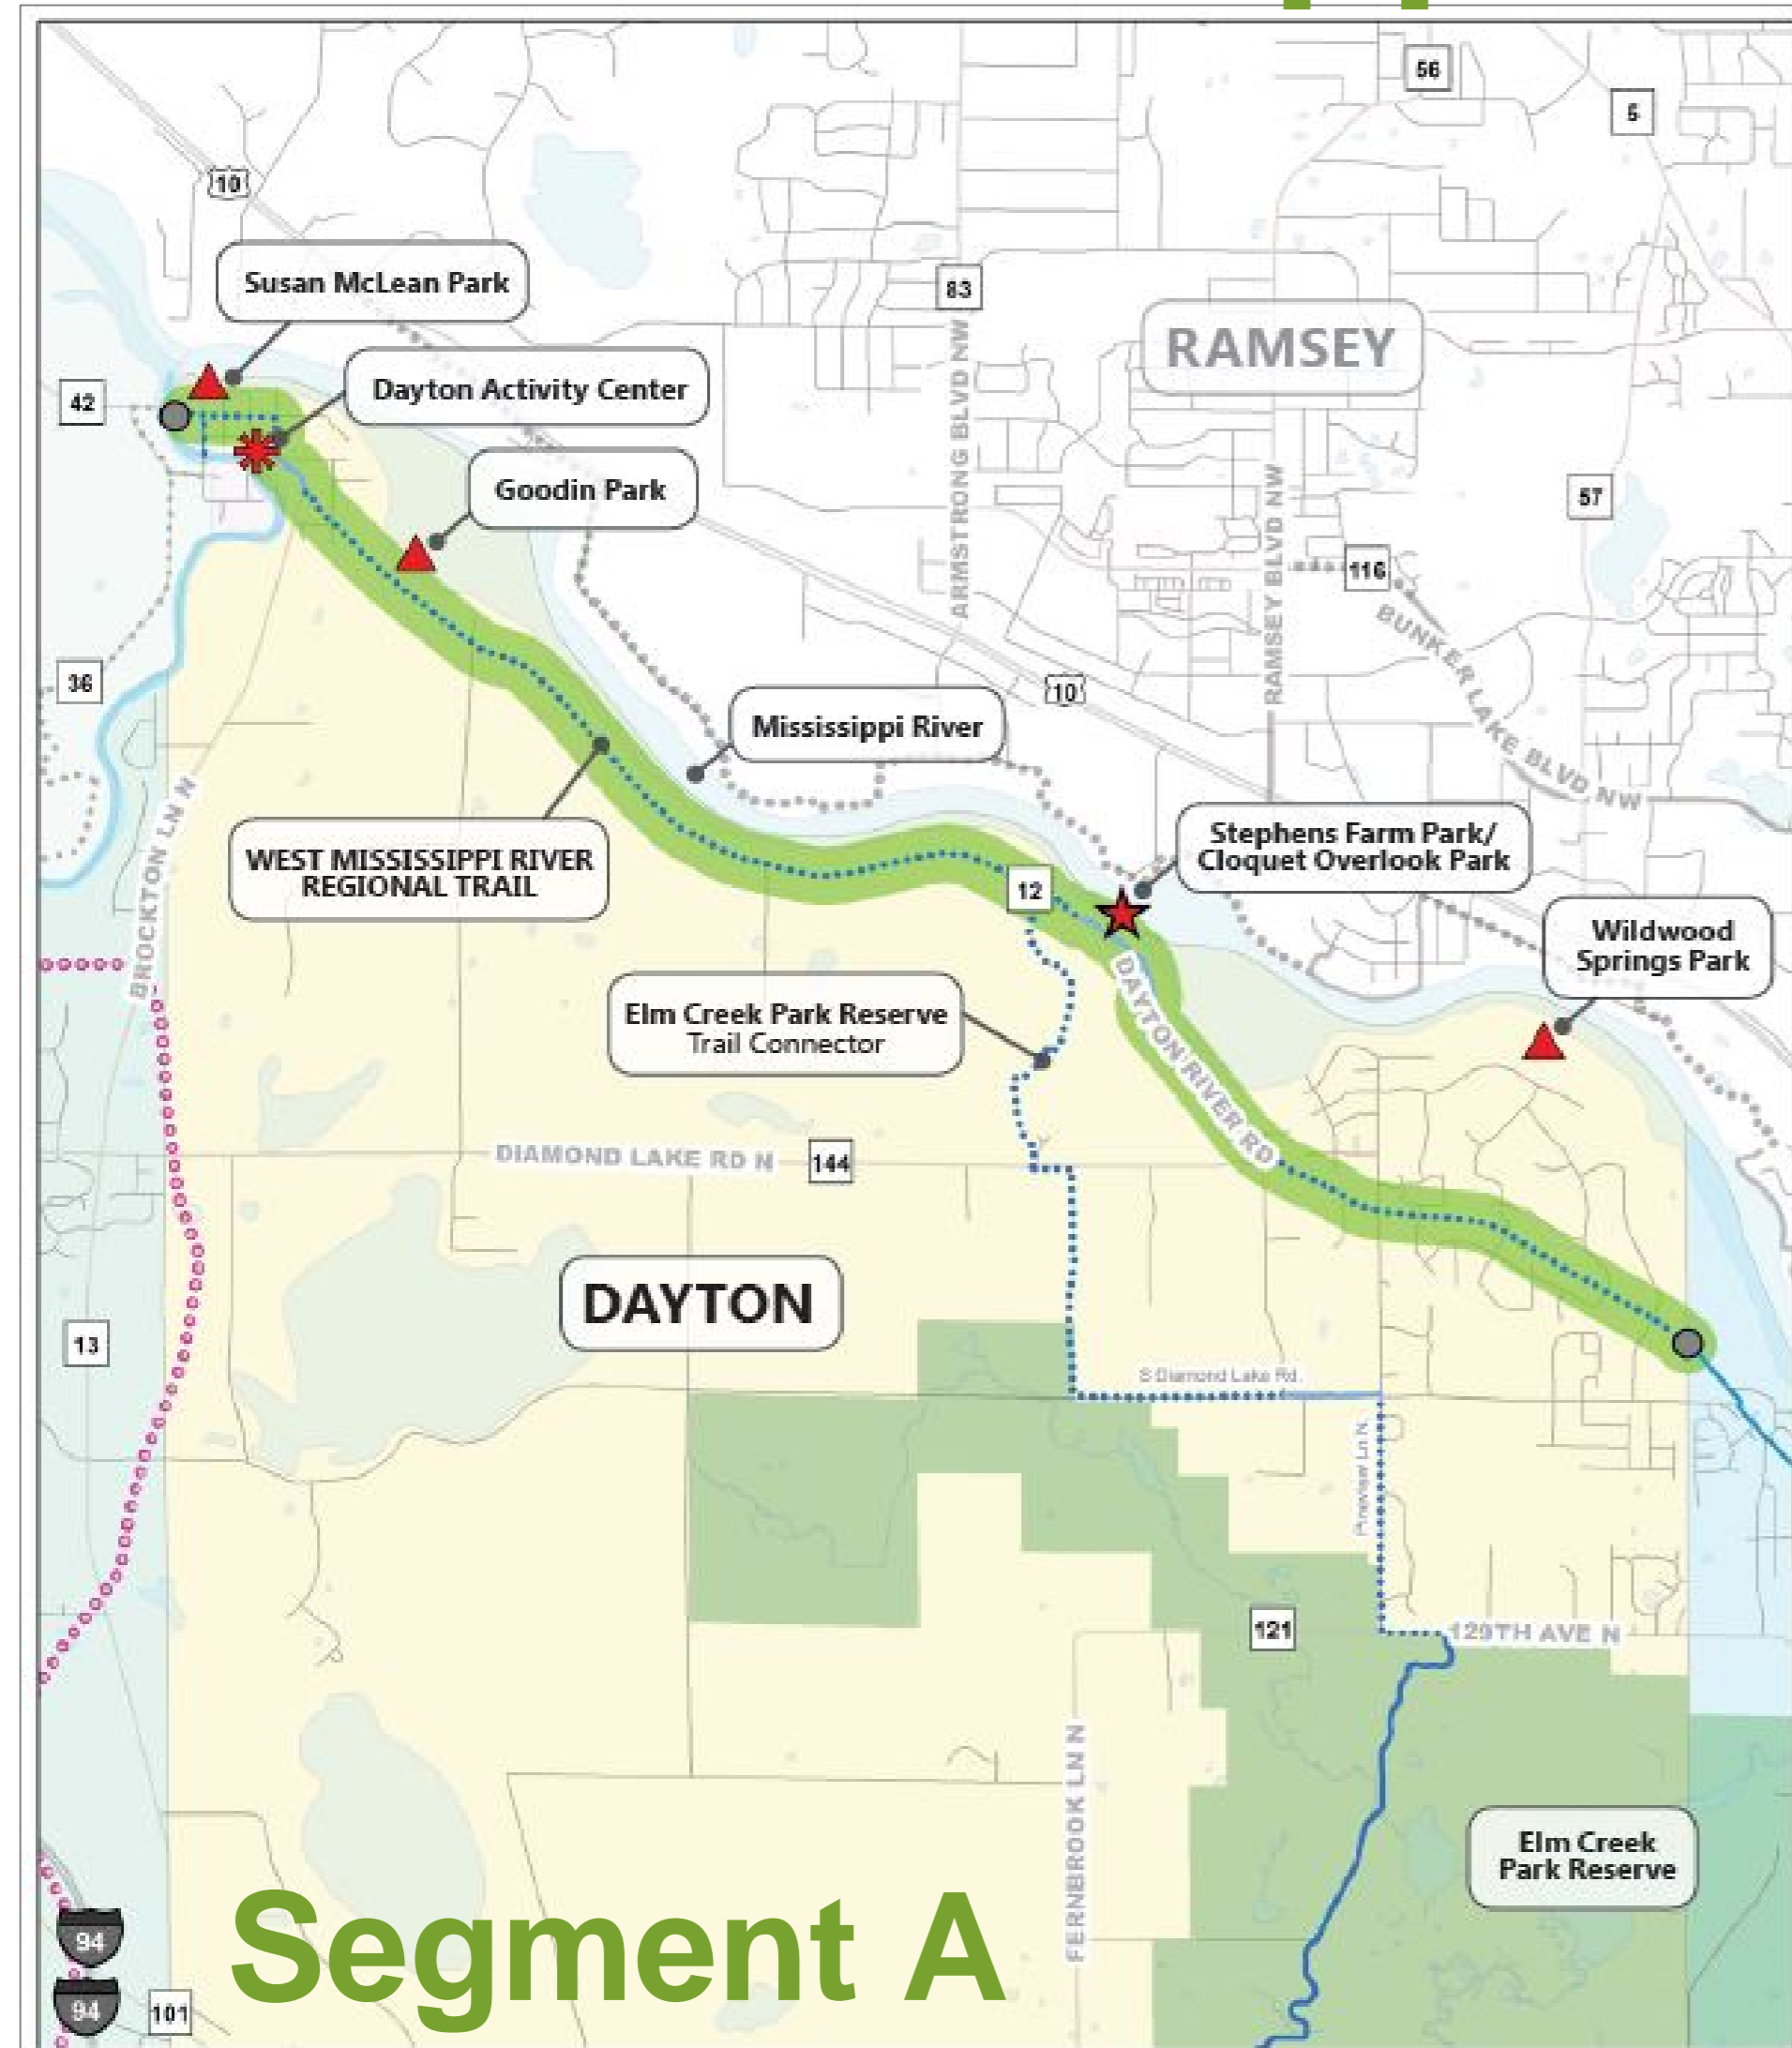 56
5
10
Susan McLean Park
83
RAMSEY
42
Dayton Activity Center
Goodin Park
57
ARMSTRONG BLVD NW
RAMSEY BLVD NW
116
BUNKER LAKE BLVD NW
36
10
Mississippi River
WEST MISSISSIPPI RIVER
REGIONAL TRAIL
BROCKTON LN N
12
Stephens Farm Park/
Cloquet Overlook Park
Wildwood
Springs Park
Elm Creek Park Reserve
Trail Connector
DAYTON RIVER RD
DIAMOND LAKE RD N
144
DAYTON
13
S Diamond Lake Rd.
Pineview Ln N
121
129TH AVE N
FERNBROOK LN N
Elm Creek
Park Reserve
94
Segment A
94
101